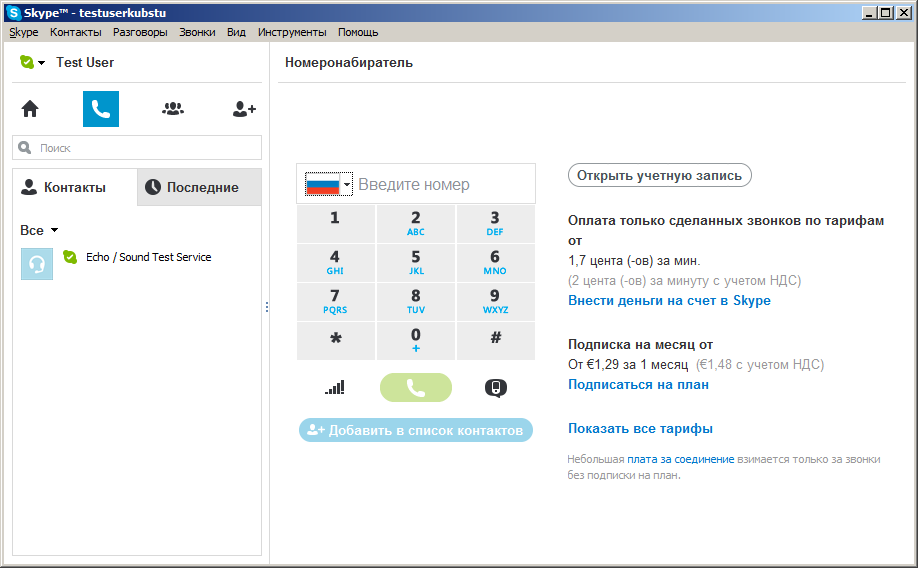 Skype™ - testuserkubstu
Skype Контакты Разговоры Звонки Вид Инструменты Помощь
Test User
Поиск
Контакты Последние
Все
Echo / Sound Test Service
Номеронабиратель
Введите номер
1 2 3
ABC DEF
4 5 6
GHI JKL MNO
7 8 9
PQRS TUV WXYZ
* 0 #
+
Добавить в список контактов
Открыть учетную запись
Оплата только сделанных звонков по тарифам
от
1,7 цента (-ов) за мин.
(2 цента (-ов) за минуту с учетом НДС)
Внести деньги на счет в Skype
Подписка на месяц от
От €1,29 за 1 месяц (€1,48 с учетом НДС)
Подписаться на план
Показать все тарифы
Небольшая плата за соединение взимается только за звонки
без подписки на план.